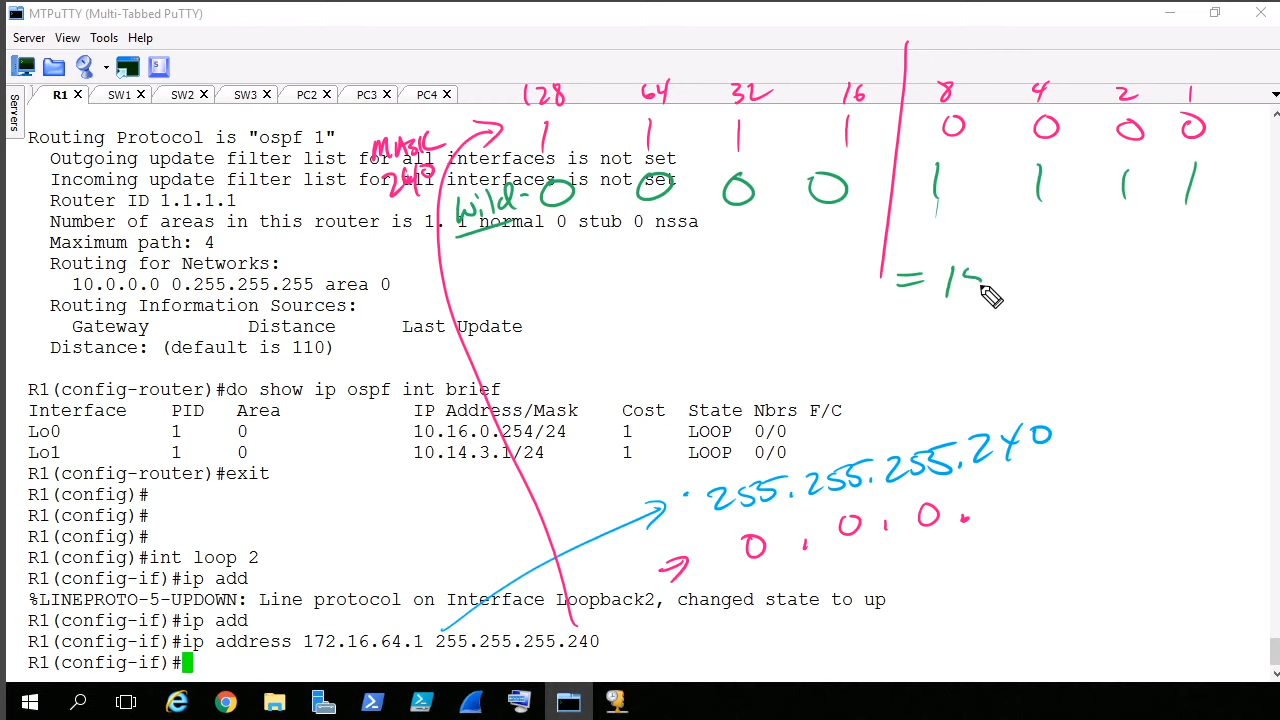 MTPuTTY (Multi-Tabbed PuTTY)
Server View Tools Help
R1 SW1 SW2 SW3 PC2 PC3 PC4
Servers
128 64 32 16 8 4 2 1
MASK 240 1 1 1 1 0 0 0 0
Wild- 0 0 0 0 1 1 1 1
= 15
Routing Protocol is "ospf 1"
Outgoing update filter list for all interfaces is not set
Incoming update filter list for all interfaces is not set
Router ID 1.1.1.1
Number of areas in this router is 1. 1 normal 0 stub 0 nssa
Maximum path: 4
Routing for Networks:
10.0.0.0 0.255.255.255 area 0
Routing Information Sources:
Gateway Distance Last Update
Distance: (default is 110)
R1(config-router)#do show ip ospf int brief
Interface PID Area IP Address/Mask Cost State Nbrs F/C
Lo0 1 0 10.16.0.254/24 1 LOOP 0/0
Lo1 1 0 10.14.3.1/24 1 LOOP 0/0
R1(config-router)#exit
R1(config)#
R1(config)#
R1(config)#
R1(config)#int loop 2
R1(config-if)#ip add
%LINEPROTO-5-UPDOWN: Line protocol on Interface Loopback2, changed state to up
R1(config-if)#ip add
R1(config-if)#ip address 172.16.64.1 255.255.255.240
R1(config-if)#
255.255.255.240
0.0.0.